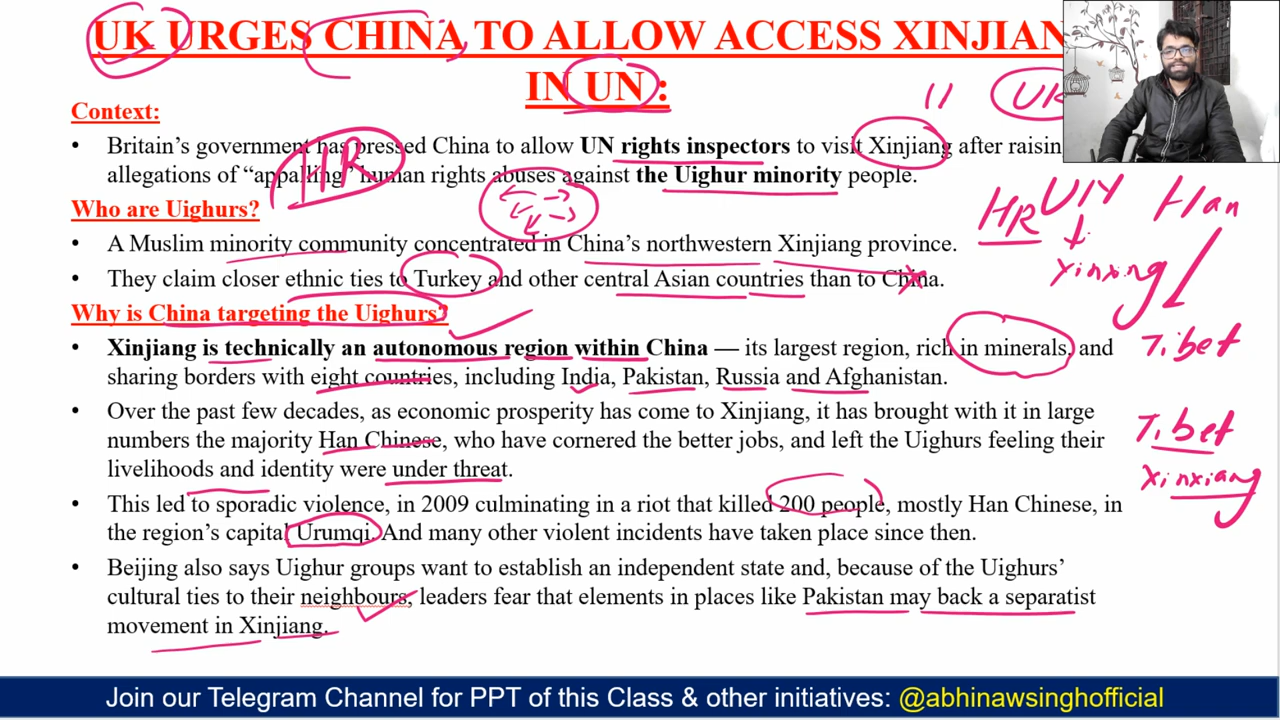 UK URGES CHINA TO ALLOW ACCESS XINJIAN
IN UN :
Context:
• Britain's government has pressed China to allow UN rights inspectors to visit Xinjiang after raising
allegations of “appalling” human rights abuses against the Uighur minority people.
Who are Uighurs?
• A Muslim minority community concentrated in China's northwestern Xinjiang province.
• They claim closer ethnic ties to Turkey and other central Asian countries than to China.
Why is China targeting the Uighurs?
• Xinjiang is technically an autonomous region within China — its largest region, rich in minerals, and
sharing borders with eight countries, including India, Pakistan, Russia and Afghanistan.
• Over the past few decades, as economic prosperity has come to Xinjiang, it has brought with it in large
numbers the majority Han Chinese, who have cornered the better jobs, and left the Uighurs feeling their
livelihoods and identity were under threat.
• This led to sporadic violence, in 2009 culminating in a riot that killed 200 people, mostly Han Chinese, in
the region's capital Urumqi. And many other violent incidents have taken place since then.
• Beijing also says Uighur groups want to establish an independent state and, because of the Uighurs'
cultural ties to their neighbours, leaders fear that elements in places like Pakistan may back a separatist
movement in Xinjiang.
HR
UK
HR UN Han
xinxing
Tibet
Tibet
xinxiang
Join our Telegram Channel for PPT of this Class & other initiatives: @abhinawsinghofficial